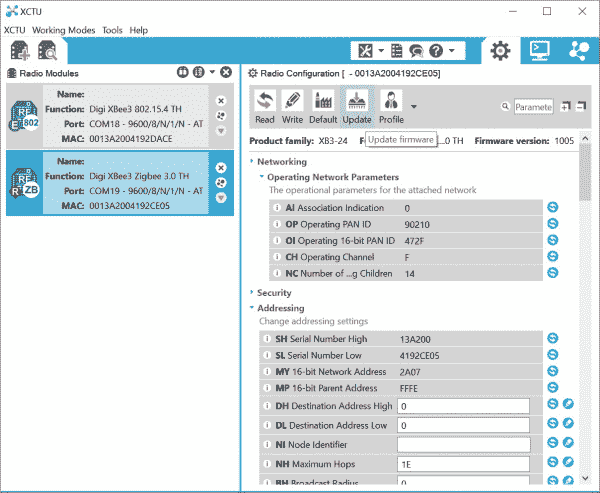 XCTU
XCTU Working Modes Tools Help
Radio Modules
Name:
Function: Digi XBee3 802.15.4 TH
Port: COM18 - 9600/8/N/1/N - AT
MAC: 0013A2004192DACE
802
Name:
Function: Digi XBee3 Zigbee 3.0 TH
Port: COM19 - 9600/8/N/1/N - AT
MAC: 0013A2004192CE05
ZB
Radio Configuration [ - 0013A2004192CE05]
Read Write Default Update Profile
Paramete
Update firmware
Product family: XB3-24 F ...0 TH Firmware version: 1005
Networking
Operating Network Parameters
The operational parameters for the attached network
AI Association Indication 0
OP Operating PAN ID 90210
OI Operating 16-bit PAN ID 472F
CH Operating Channel F
NC Number of ...g Children 14
Security
Addressing
Change addressing settings
SH Serial Number High 13A200
SL Serial Number Low 4192CE05
MY 16-bit Network Address 2A07
MP 16-bit Parent Address FFFE
DH Destination Address High 0
DL Destination Address Low 0
NI Node Identifier
NH Maximum Hops 1E
BH Broadcast Radius 0